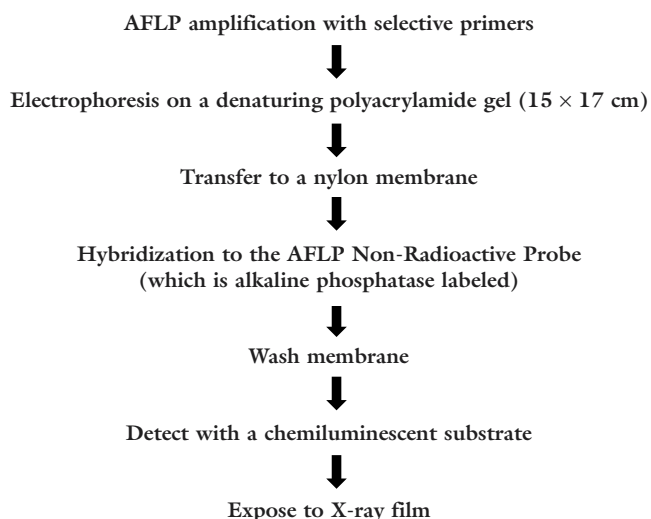 AFLP amplification with selective primers
Electrophoresis on a denaturing polyacrylamide gel (15 × 17 cm)
Transfer to a nylon membrane
Hybridization to the AFLP Non-Radioactive Probe
(which is alkaline phosphatase labeled)
Wash membrane
Detect with a chemiluminescent substrate
Expose to X-ray film